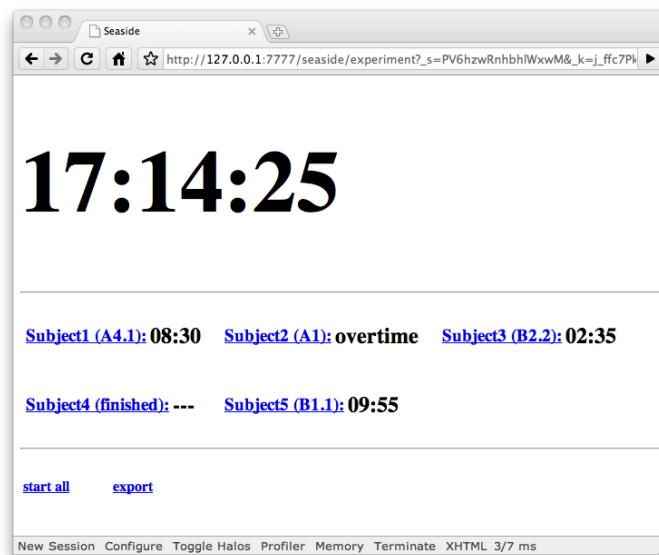 Seaside
http://127.0.0.1:7777/seaside/experiment?_s=PV6hzwRnhbhlWxwM&_k=j_ffc7Pk
17:14:25
Subject1 (A4.1): 08:30 Subject2 (A1): overtime Subject3 (B2.2): 02:35
Subject4 (finished): --- Subject5 (B1.1): 09:55
start all export
New Session Configure Toggle Halos Profiler Memory Terminate XHTML 3/7 ms